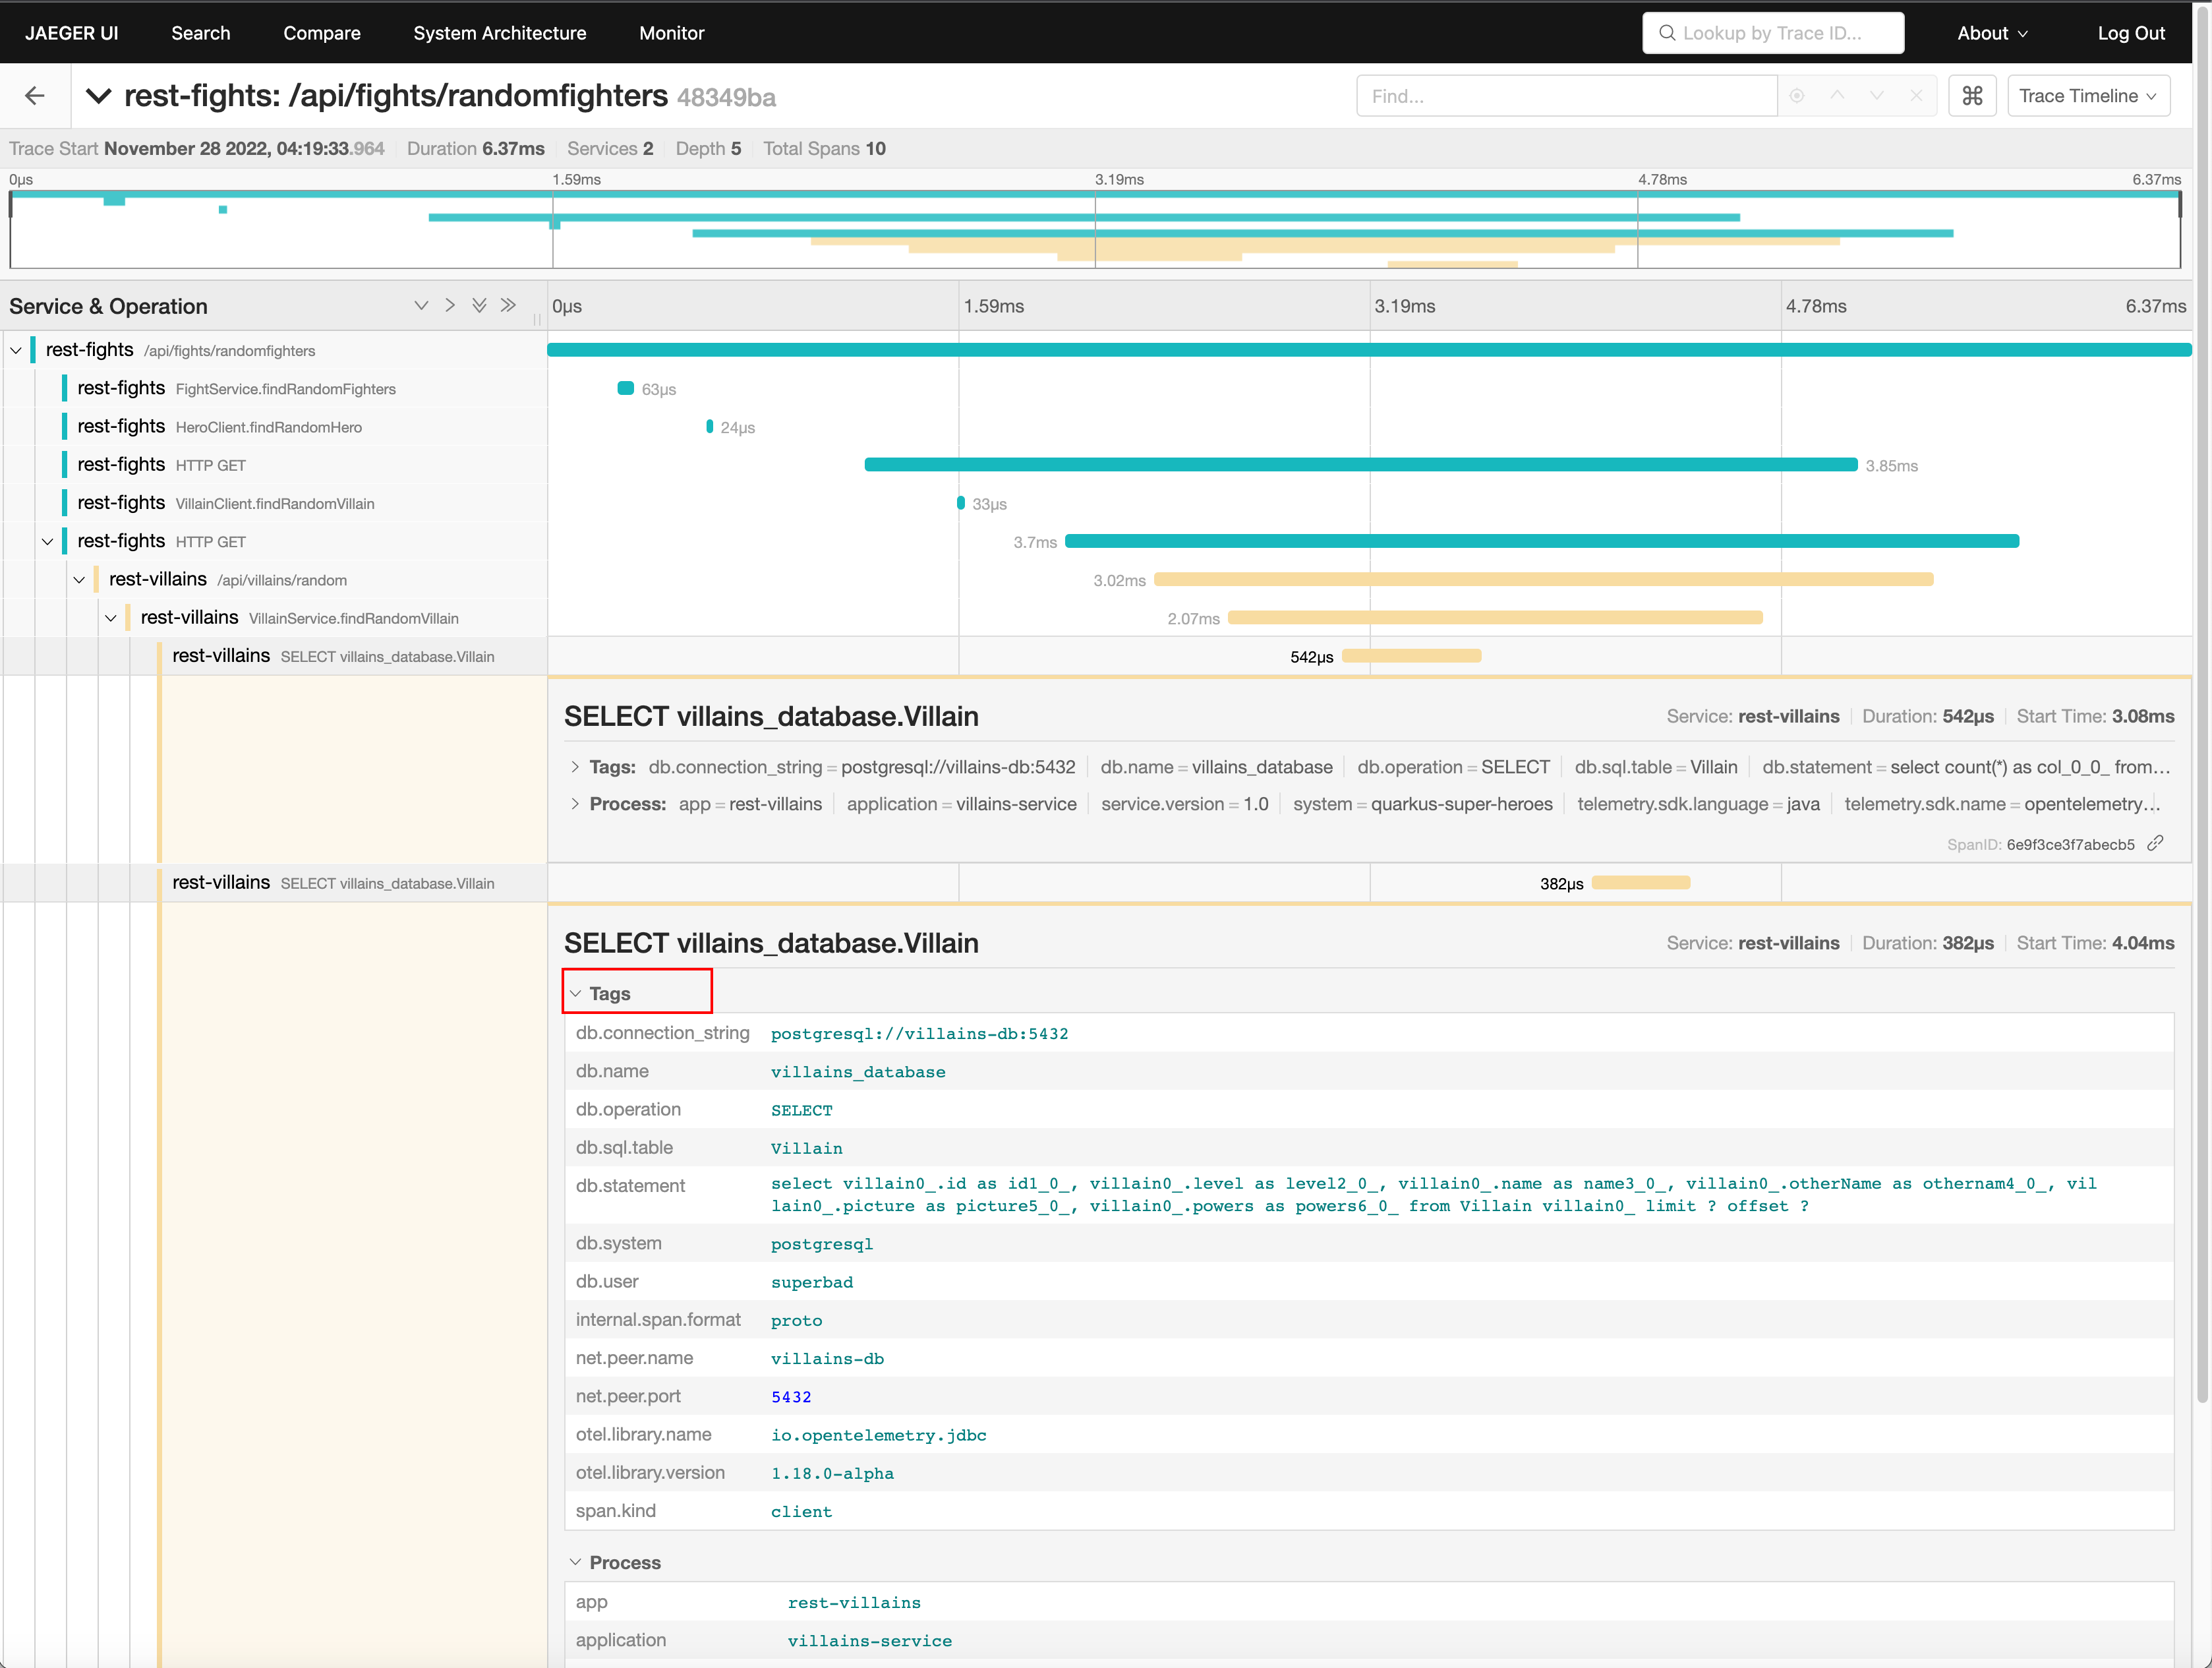 JAEGER UI Search Compare System Architecture Monitor Lookup by Trace ID... About Log Out
rest-fights: /api/fights/randomfighters 48349ba Find... ⌘ Trace Timeline
Trace Start November 28 2022, 04:19:33.964 Duration 6.37ms Services 2 Depth 5 Total Spans 10
0μs 1.59ms 3.19ms 4.78ms 6.37ms
Service & Operation 0μs 1.59ms 3.19ms 4.78ms 6.37ms
rest-fights /api/fights/randomfighters
rest-fights FightService.findRandomFighters 63μs
rest-fights HeroClient.findRandomHero 24μs
rest-fights HTTP GET 3.85ms
rest-fights VillainClient.findRandomVillain 33μs
rest-fights HTTP GET 3.7ms
rest-villains /api/villains/random 3.02ms
rest-villains VillainService.findRandomVillain 2.07ms
rest-villains SELECT villains_database.Villain 542μs
SELECT villains_database.Villain Service: rest-villains Duration: 542μs Start Time: 3.08ms
Tags: db.connection_string = postgresql://villains-db:5432 db.name = villains_database db.operation = SELECT db.sql.table = Villain db.statement = select count(*) as col_0_0_ from...
Process: app = rest-villains application = villains-service service.version = 1.0 system = quarkus-super-heroes telemetry.sdk.language = java telemetry.sdk.name = opentelemetry...
SpanID: 6e9f3ce3f7abecb5
rest-villains SELECT villains_database.Villain 382μs
SELECT villains_database.Villain Service: rest-villains Duration: 382μs Start Time: 4.04ms
Tags
db.connection_string postgresql://villains-db:5432
db.name villains_database
db.operation SELECT
db.sql.table Villain
db.statement select villain0_.id as id1_0_, villain0_.level as level2_0_, villain0_.name as name3_0_, villain0_.otherName as othernam4_0_, vil
lain0_.picture as picture5_0_, villain0_.powers as powers6_0_ from Villain villain0_ limit ? offset ?
db.system postgresql
db.user superbad
internal.span.format proto
net.peer.name villains-db
net.peer.port 5432
otel.library.name io.opentelemetry.jdbc
otel.library.version 1.18.0-alpha
span.kind client
Process
app rest-villains
application villains-service